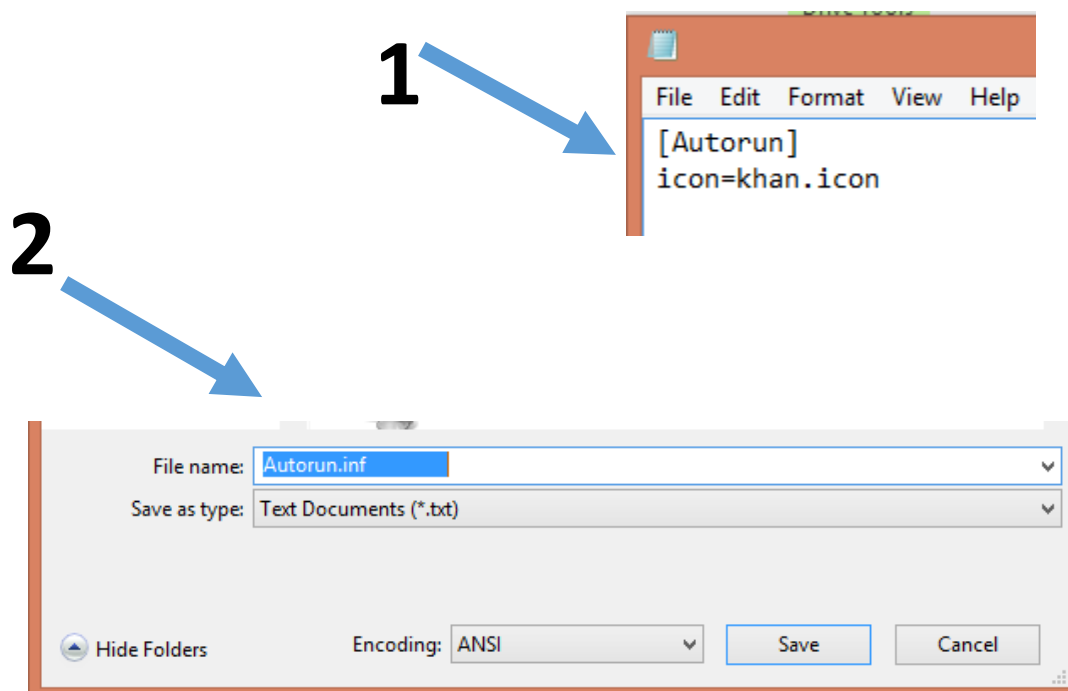 1
File Edit Format View Help
[Autorun]
icon=khan.icon
2
File name: Autorun.inf
Save as type: Text Documents (*.txt)
Hide Folders Encoding: ANSI Save Cancel